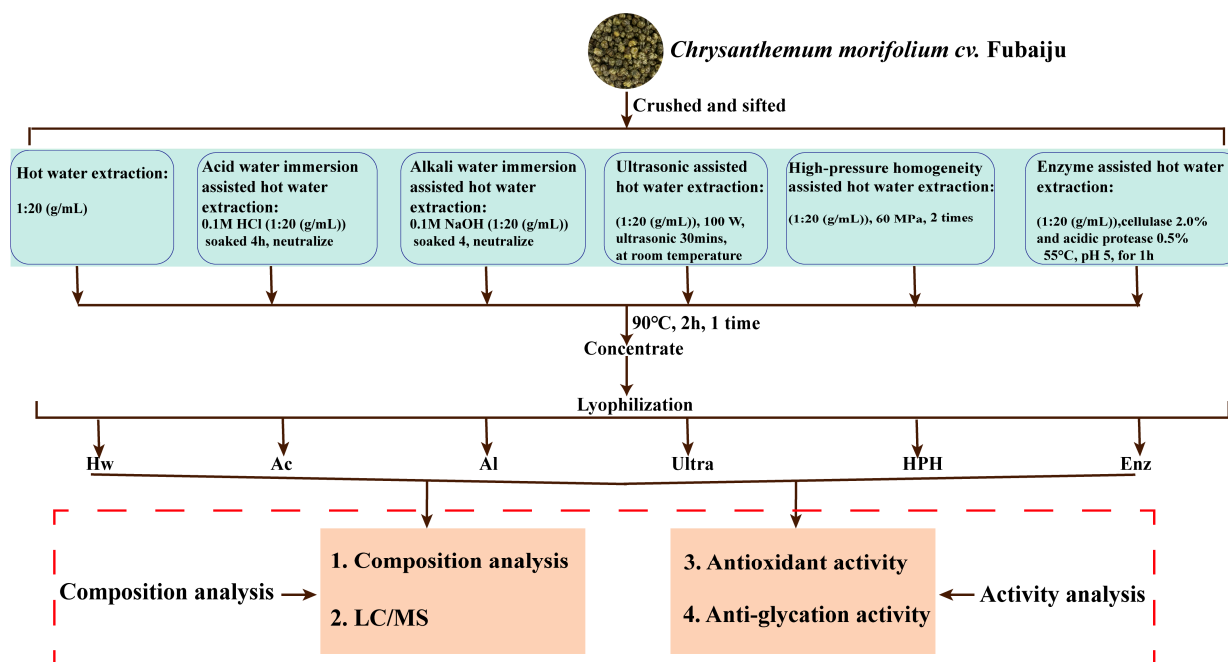 Chrysanthemum morifolium cv. Fubaiju
Crushed and sifted
Hot water extraction:
1:20 (g/mL)
Acid water immersion
assisted hot water
extraction:
0.1M HCl (1:20 (g/mL))
soaked 4h, neutralize
Alkali water immersion
assisted hot water
extraction:
0.1M NaOH (1:20 (g/mL))
soaked 4, neutralize
Ultrasonic assisted
hot water extraction:
(1:20 (g/mL)), 100 W,
ultrasonic 30mins,
at room temperature
High-pressure homogeneity
assisted hot water extraction:
(1:20 (g/mL)), 60 MPa, 2 times
Enzyme assisted hot water
extraction:
(1:20 (g/mL)),cellulase 2.0%
and acidic protease 0.5%
55℃, pH 5, for 1h
90℃, 2h, 1 time
Concentrate
Lyophilization
Hw
Ac
Al
Ultra
HPH
Enz
Composition analysis
1. Composition analysis
2. LC/MS
3. Antioxidant activity
4. Anti-glycation activity
Activity analysis